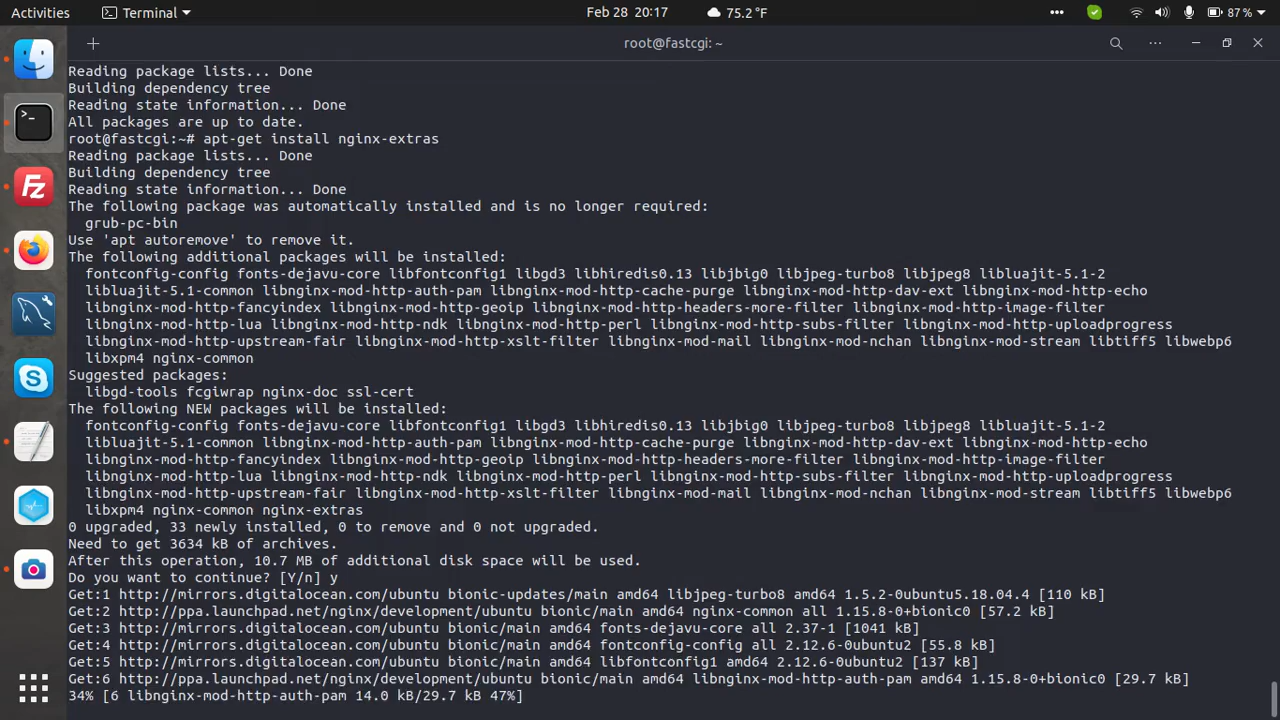 Activities Terminal Feb 28 20:17 75.2 °F 87 %
root@fastcgi: ~
Reading package lists... Done
Building dependency tree
Reading state information... Done
All packages are up to date.
root@fastcgi:~# apt-get install nginx-extras
Reading package lists... Done
Building dependency tree
Reading state information... Done
The following package was automatically installed and is no longer required:
grub-pc-bin
Use 'apt autoremove' to remove it.
The following additional packages will be installed:
fontconfig-config fonts-dejavu-core libfontconfig1 libgd3 libhiredis0.13 libjbig0 libjpeg-turbo8 libjpeg8 libluajit-5.1-2
libluajit-5.1-common libnginx-mod-http-auth-pam libnginx-mod-http-cache-purge libnginx-mod-http-dav-ext libnginx-mod-http-echo
libnginx-mod-http-fancyindex libnginx-mod-http-geoip libnginx-mod-http-headers-more-filter libnginx-mod-http-image-filter
libnginx-mod-http-lua libnginx-mod-http-ndk libnginx-mod-http-perl libnginx-mod-http-subs-filter libnginx-mod-http-uploadprogress
libnginx-mod-http-upstream-fair libnginx-mod-http-xslt-filter libnginx-mod-mail libnginx-mod-nchan libnginx-mod-stream libtiff5 libwebp6
libxpm4 nginx-common
Suggested packages:
libgd-tools fcgiwrap nginx-doc ssl-cert
The following NEW packages will be installed:
fontconfig-config fonts-dejavu-core libfontconfig1 libgd3 libhiredis0.13 libjbig0 libjpeg-turbo8 libjpeg8 libluajit-5.1-2
libluajit-5.1-common libnginx-mod-http-auth-pam libnginx-mod-http-cache-purge libnginx-mod-http-dav-ext libnginx-mod-http-echo
libnginx-mod-http-fancyindex libnginx-mod-http-geoip libnginx-mod-http-headers-more-filter libnginx-mod-http-image-filter
libnginx-mod-http-lua libnginx-mod-http-ndk libnginx-mod-http-perl libnginx-mod-http-subs-filter libnginx-mod-http-uploadprogress
libnginx-mod-http-upstream-fair libnginx-mod-http-xslt-filter libnginx-mod-mail libnginx-mod-nchan libnginx-mod-stream libtiff5 libwebp6
libxpm4 nginx-common nginx-extras
0 upgraded, 33 newly installed, 0 to remove and 0 not upgraded.
Need to get 3634 kB of archives.
After this operation, 10.7 MB of additional disk space will be used.
Do you want to continue? [Y/n] y
Get:1 http://mirrors.digitalocean.com/ubuntu bionic-updates/main amd64 libjpeg-turbo8 amd64 1.5.2-0ubuntu5.18.04.4 [110 kB]
Get:2 http://ppa.launchpad.net/nginx/development/ubuntu bionic/main amd64 nginx-common all 1.15.8-0+bionic0 [57.2 kB]
Get:3 http://mirrors.digitalocean.com/ubuntu bionic/main amd64 fonts-dejavu-core all 2.37-1 [1041 kB]
Get:4 http://mirrors.digitalocean.com/ubuntu bionic/main amd64 fontconfig-config all 2.12.6-0ubuntu2 [55.8 kB]
Get:5 http://mirrors.digitalocean.com/ubuntu bionic/main amd64 libfontconfig1 amd64 2.12.6-0ubuntu2 [137 kB]
Get:6 http://ppa.launchpad.net/nginx/development/ubuntu bionic/main amd64 libnginx-mod-http-auth-pam amd64 1.15.8-0+bionic0 [29.7 kB]
34% [6 libnginx-mod-http-auth-pam 14.0 kB/29.7 kB 47%]